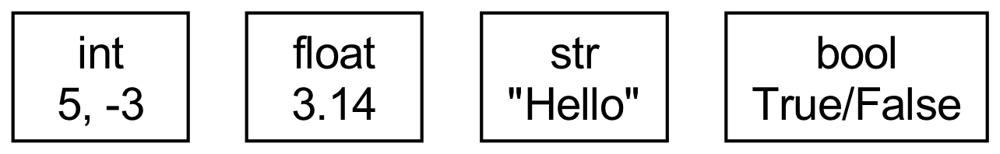 int
5, -3
float
3.14
str
"Hello"
bool
True/False